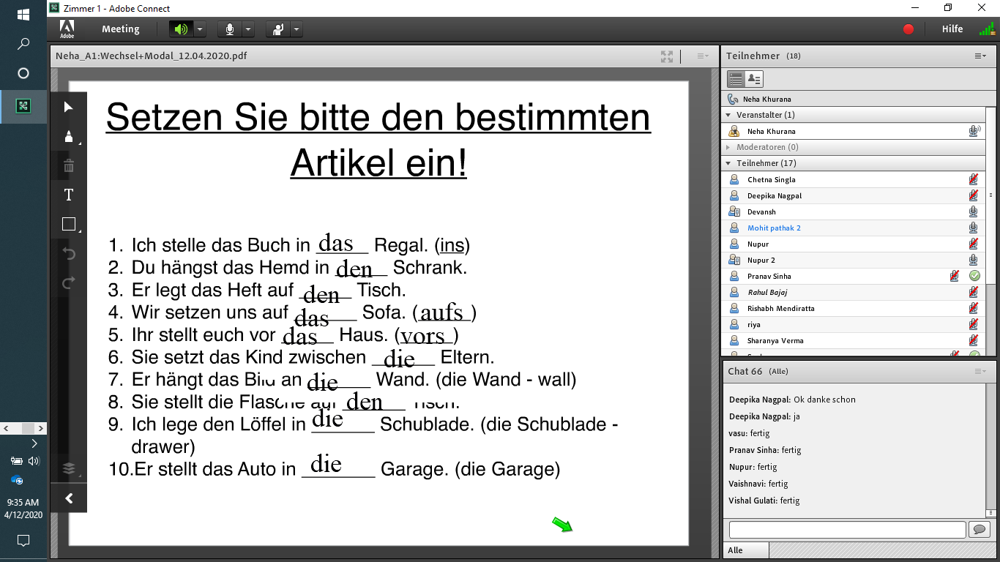 Zimmer 1 - Adobe Connect
Adobe
Meeting
Hilfe
Neha_A1:Wechsel+Modal_12.04.2020.pdf
Setzen Sie bitte den bestimmten
Artikel ein!
1. Ich stelle das Buch in das Regal. (ins)
2. Du hängst das Hemd in den Schrank.
3. Er legt das Heft auf den Tisch.
4. Wir setzen uns auf das Sofa. (aufs)
5. Ihr stellt euch vor das Haus. (vors)
6. Sie setzt das Kind zwischen die Eltern.
7. Er hängt das Bild an die Wand. (die Wand - wall)
8. Sie stellt die Flasche auf den Tisch.
9. Ich lege den Löffel in die Schublade. (die Schublade -
drawer)
10.Er stellt das Auto in die Garage. (die Garage)
T
Teilnehmer (18)
Neha Khurana
Veranstalter (1)
Neha Khurana
Moderatoren (0)
Teilnehmer (17)
Chetna Singla
Deepika Nagpal
Devansh
Mohit pathak 2
Nupur
Nupur 2
Pranav Sinha
Rahul Bajaj
Rishabh Mendiratta
riya
Sharanya Verma
Chat 66 (Alle)
Deepika Nagpal: Ok danke schon
Deepika Nagpal: ja
vasu: fertig
Pranav Sinha: fertig
Nupur: fertig
Vaishnavi: fertig
Vishal Gulati: fertig
Alle
9:35 AM
4/12/2020